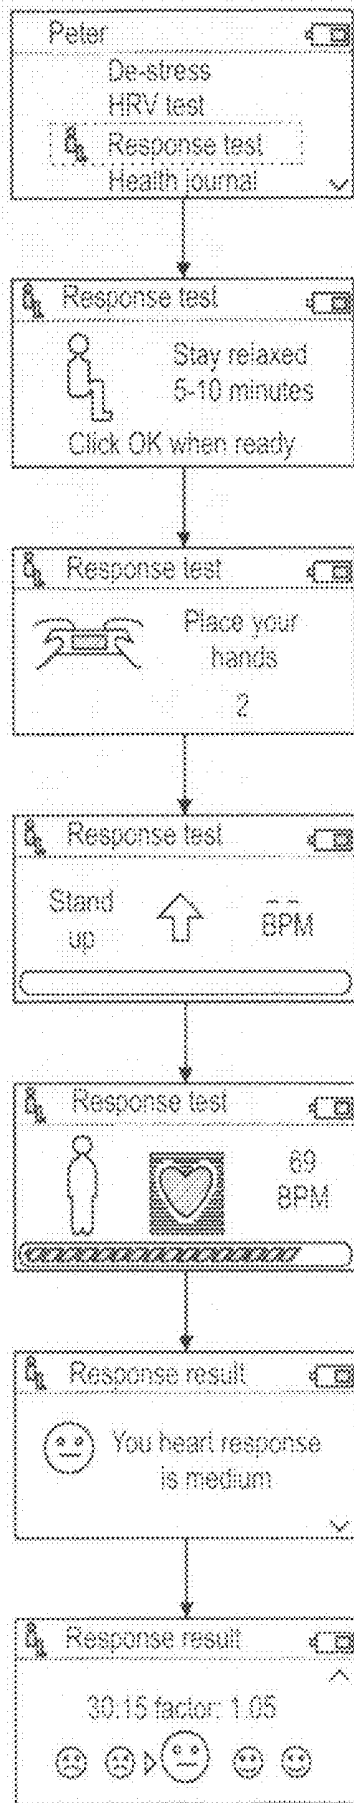 Peter
De-stress
HRV test
Response test
Health journal
Response test
Stay relaxed
5-10 minutes
Click OK when ready
Response test
Place your
hands
2
Response test
Stand
up
-- BPM
Response test
69
BPM
Response result
You heart response
is medium
Response result
30:15 factor: 1.05